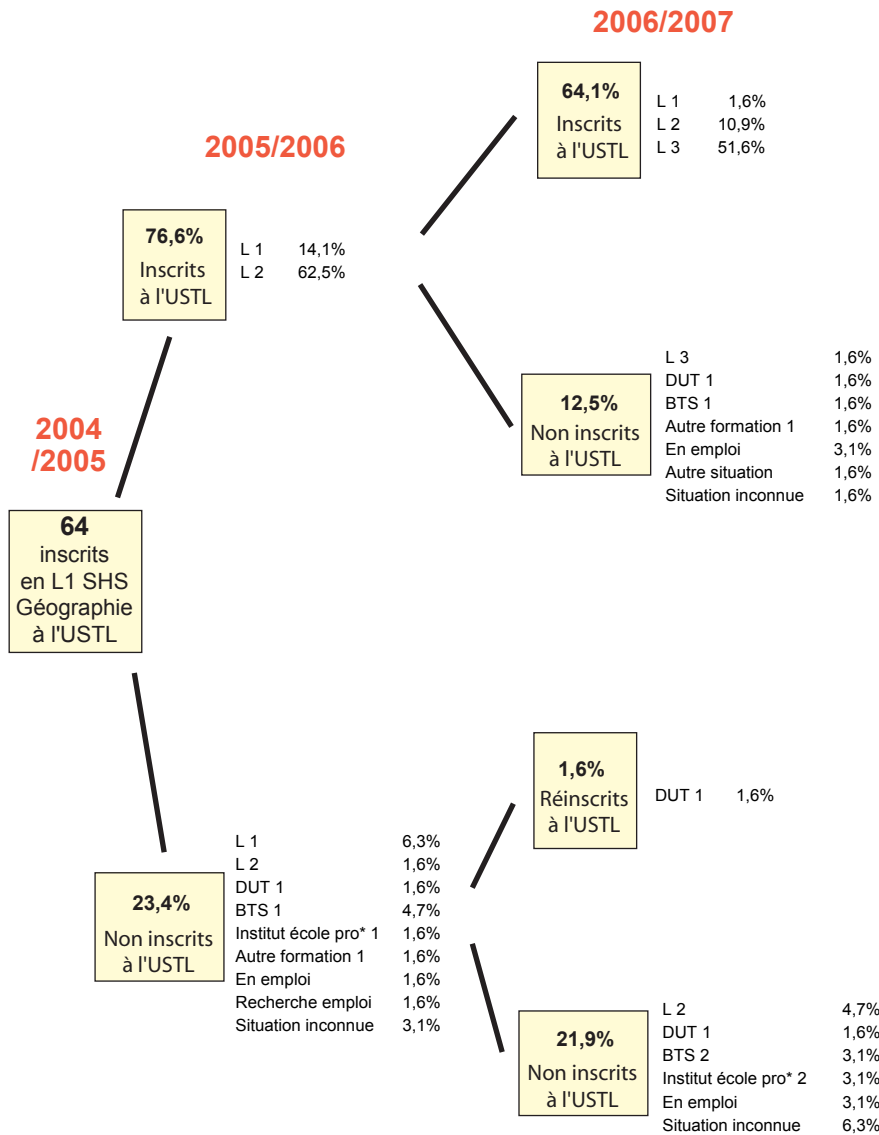 2006/2007
64,1%
Inscrits
à l'USTL
L 1 1,6%
L 2 10,9%
L 3 51,6%
2005/2006
76,6%
Inscrits
à l'USTL
L 1 14,1%
L 2 62,5%
12,5%
Non inscrits
à l'USTL
L 3 1,6%
DUT 1 1,6%
BTS 1 1,6%
Autre formation 1 1,6%
En emploi 3,1%
Autre situation 1,6%
Situation inconnue 1,6%
2004
/2005
64
inscrits
en L1 SHS
Géographie
à l'USTL
1,6%
Réinscrits
à l'USTL
DUT 1 1,6%
23,4%
Non inscrits
à l'USTL
L 1 6,3%
L 2 1,6%
DUT 1 1,6%
BTS 1 4,7%
Institut école pro* 1 1,6%
Autre formation 1 1,6%
En emploi 1,6%
Recherche emploi 1,6%
Situation inconnue 3,1%
21,9%
Non inscrits
à l'USTL
L 2 4,7%
DUT 1 1,6%
BTS 2 3,1%
Institut école pro* 2 3,1%
En emploi 3,1%
Situation inconnue 6,3%